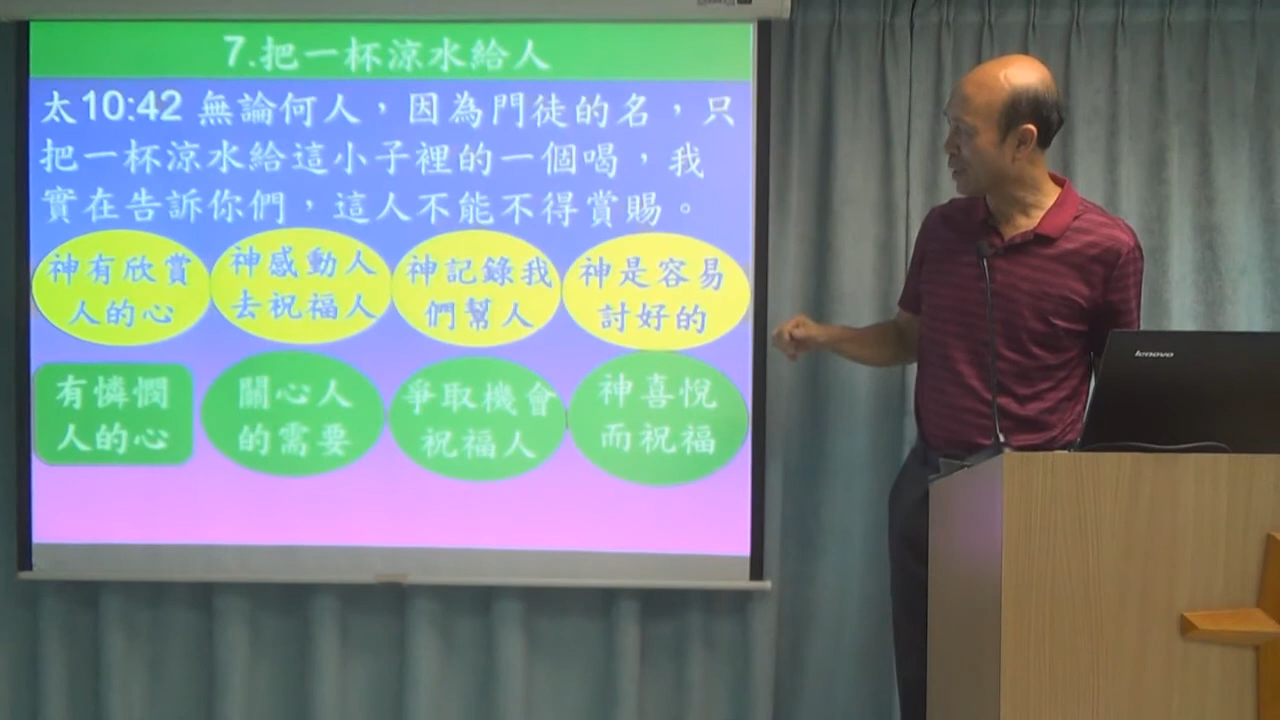 7.把一杯涼水給人
太10:42 無論何人，因為門徒的名，只
把一杯涼水給這小子裡的一個喝，我
實在告訴你們，這人不能不得賞賜。
神有欣賞
人的心
神感動人
去祝福人
神記錄我
們幫人
神是容易
討好的
有憐憫
人的心
關心人
的需要
爭取機會
祝福人
神喜悅
而祝福
lenovo